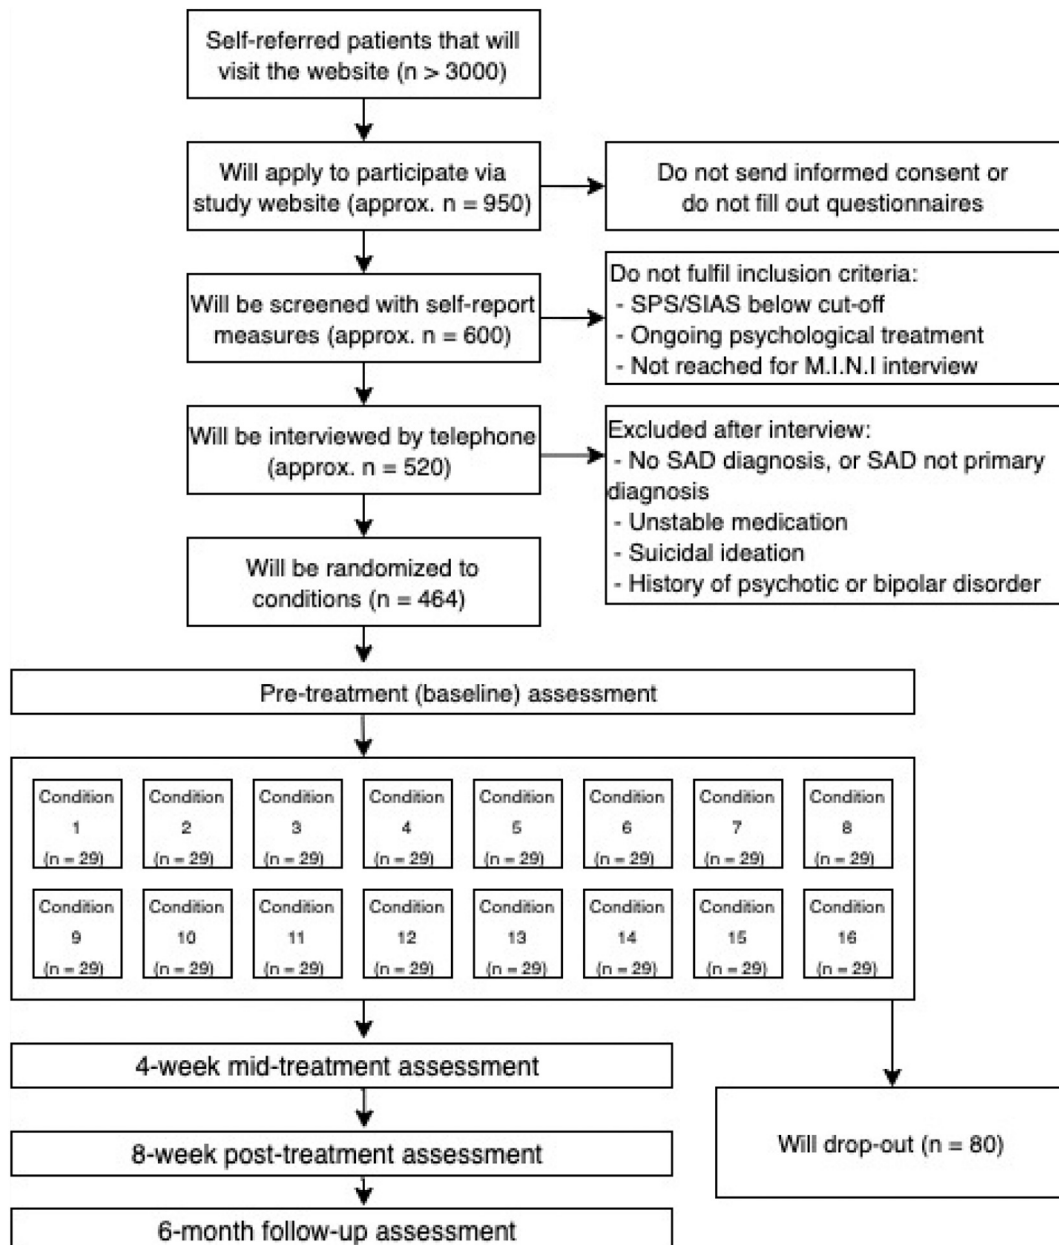 Self-referred patients that will
visit the website (n > 3000)
Will apply to participate via
study website (approx. n = 950)
Do not send informed consent or
do not fill out questionnaires
Will be screened with self-report
measures (approx. n = 600)
Do not fulfil inclusion criteria:
- SPS/SIAS below cut-off
- Ongoing psychological treatment
- Not reached for M.I.N.I interview
Will be interviewed by telephone
(approx. n = 520)
Excluded after interview:
- No SAD diagnosis, or SAD not primary
diagnosis
- Unstable medication
- Suicidal ideation
- History of psychotic or bipolar disorder
Will be randomized to
conditions (n = 464)
Pre-treatment (baseline) assessment
Condition
1
(n = 29)
Condition
2
(n = 29)
Condition
3
(n = 29)
Condition
4
(n = 29)
Condition
5
(n = 29)
Condition
6
(n = 29)
Condition
7
(n = 29)
Condition
8
(n = 29)
Condition
9
(n = 29)
Condition
10
(n = 29)
Condition
11
(n = 29)
Condition
12
(n = 29)
Condition
13
(n = 29)
Condition
14
(n = 29)
Condition
15
(n = 29)
Condition
16
(n = 29)
4-week mid-treatment assessment
8-week post-treatment assessment
6-month follow-up assessment
Will drop-out (n = 80)